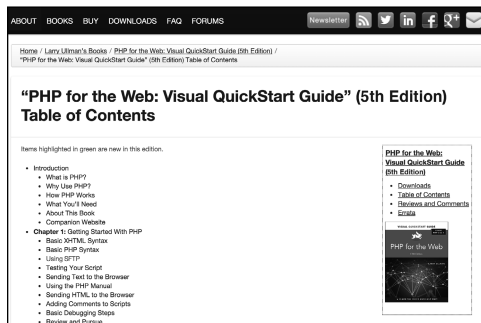 ABOUT BOOKS BUY DOWNLOADS FAQ FORUMS Newsletter
Home / Larry Ullman's Books / PHP for the Web: Visual QuickStart Guide (5th Edition) /
"PHP for the Web: Visual QuickStart Guide" (5th Edition) Table of Contents
“PHP for the Web: Visual QuickStart Guide” (5th Edition)
Table of Contents
Items highlighted in green are new in this edition.
Introduction
What is PHP?
Why Use PHP?
How PHP Works
What You'll Need
About This Book
Companion Website
Chapter 1: Getting Started With PHP
Basic XHTML Syntax
Basic PHP Syntax
Using SFTP
Testing Your Script
Sending Text to the Browser
Using the PHP Manual
Sending HTML to the Browser
Adding Comments to Scripts
Basic Debugging Steps
Review and Pursue
PHP for the Web:
Visual QuickStart Guide
(5th Edition)
Downloads
Table of Contents
Reviews and Comments
Errata
VISUAL QUICKSTART GUIDE
PHP for the Web